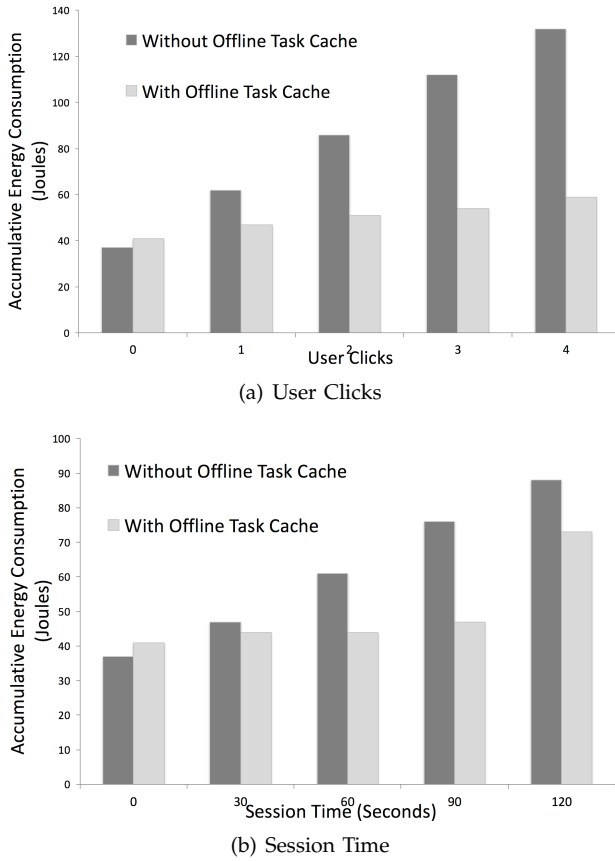 140
120
100
80
60
40
20
0
Accumulative Energy Consumption
(Joules)
Without Offline Task Cache
With Offline Task Cache
0 1 2 3 4
User Clicks
(a) User Clicks
100
90
80
70
60
50
40
30
20
10
0
Accumulative Energy Consumption
(Joules)
Without Offline Task Cache
With Offline Task Cache
0 30 60 90 120
Session Time (Seconds)
(b) Session Time